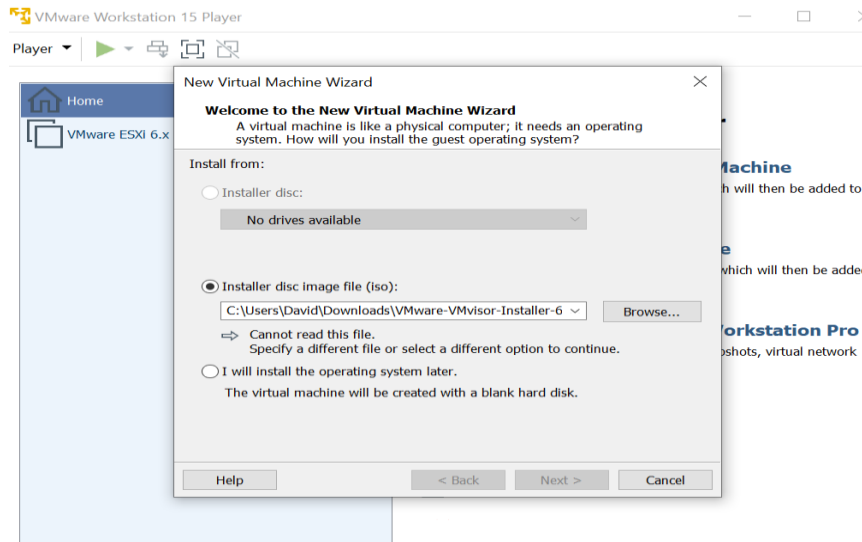 VMware Workstation 15 Player
Player
Home
VMware ESXi 6.x
New Virtual Machine Wizard
Welcome to the New Virtual Machine Wizard
A virtual machine is like a physical computer; it needs an operating
system. How will you install the guest operating system?
Install from:
Installer disc:
No drives available
Installer disc image file (iso):
C:\Users\David\Downloads\VMware-VMvisor-Installer-6
Browse...
Cannot read this file.
Specify a different file or select a different option to continue.
I will install the operating system later.
The virtual machine will be created with a blank hard disk.
Help
< Back
Next >
Cancel
Machine
h will then be added to
e
which will then be adde
orkstation Pro
pshots, virtual network